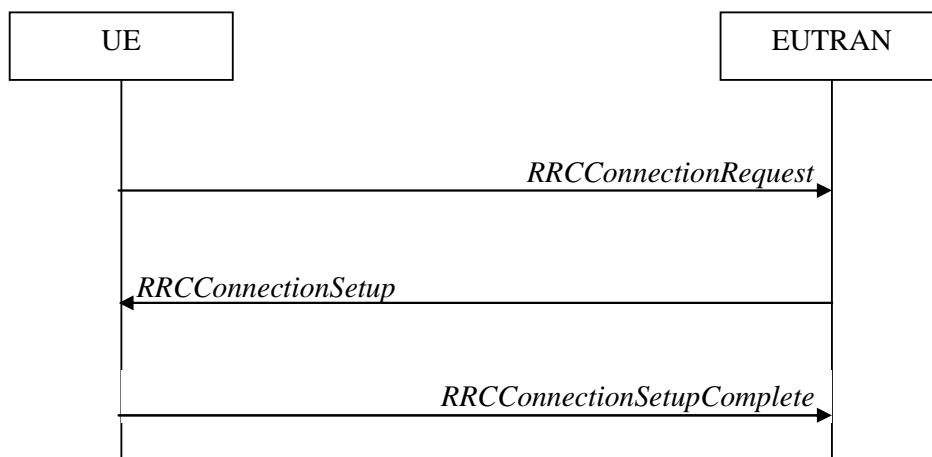 UE
EUTRAN
RRCConnectionRequest
RRCConnectionSetup
RRCConnectionSetupComplete